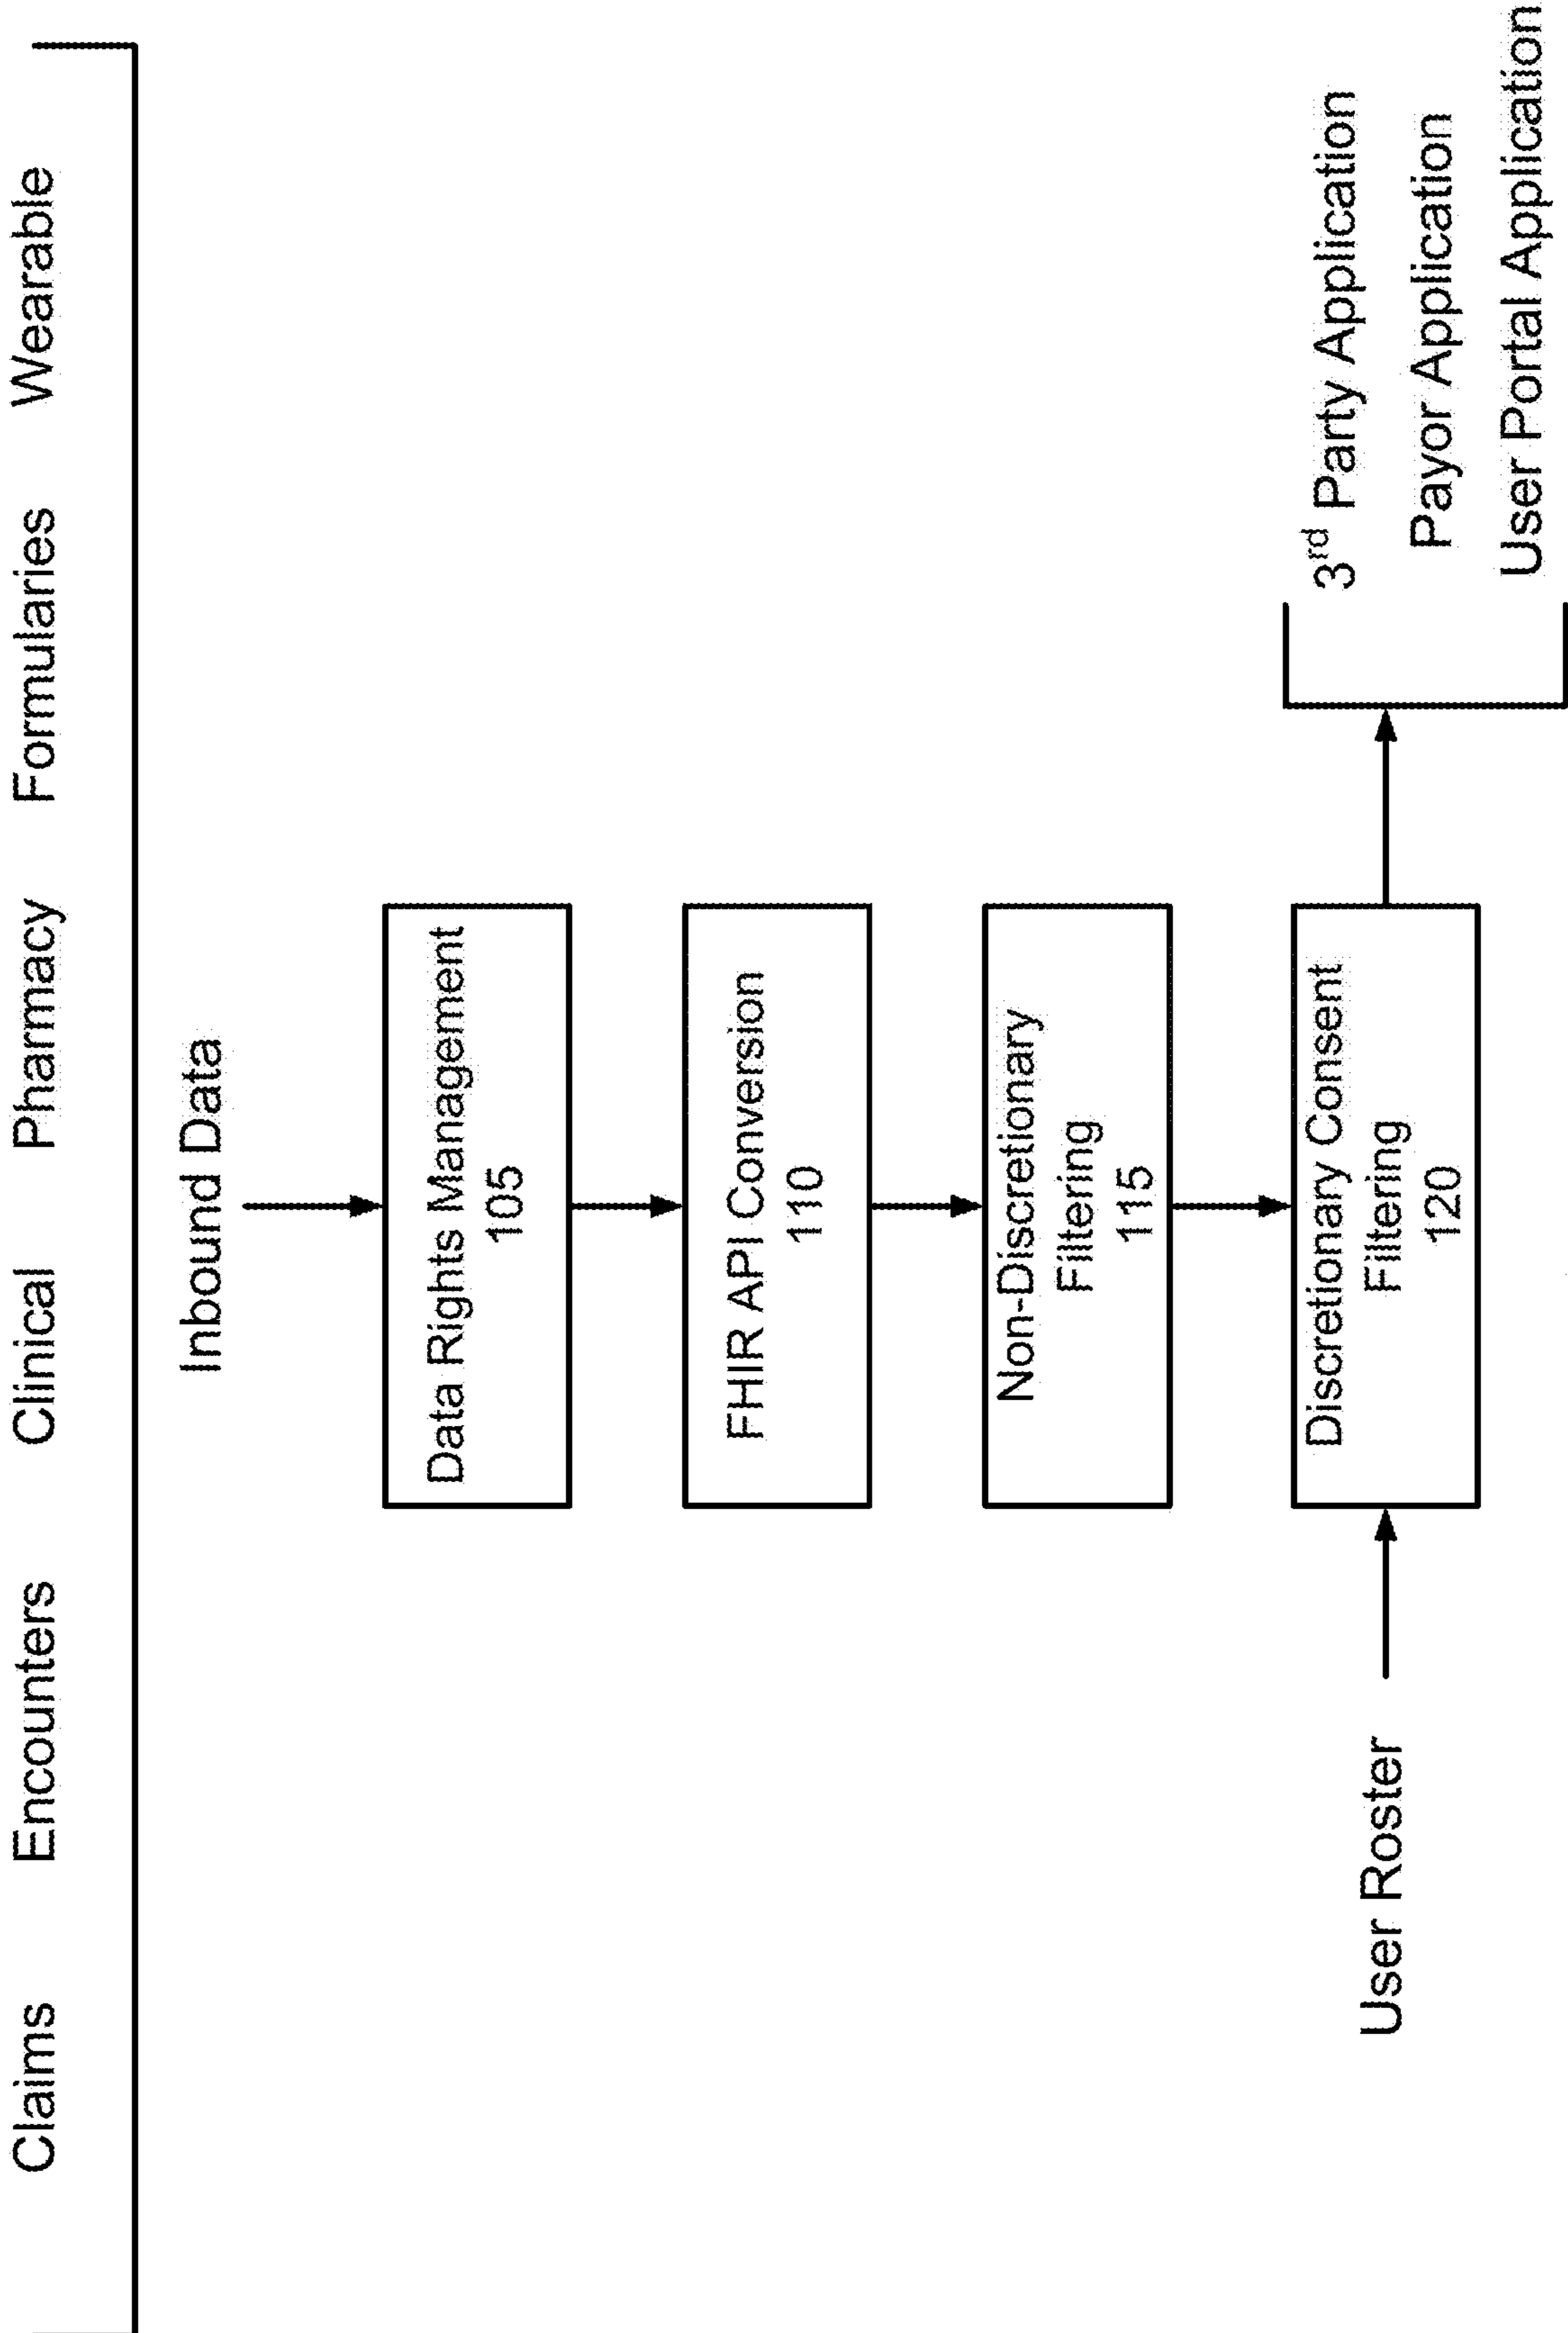 Claims Encounters Clinical Pharmacy Formularies Wearable
Inbound Data
Data Rights Management
105
FHIR API Conversion
110
Non-Discretionary
Filtering
115
User Roster
Discretionary Consent
Filtering
120
3rd Party Application
Payor Application
User Portal Application